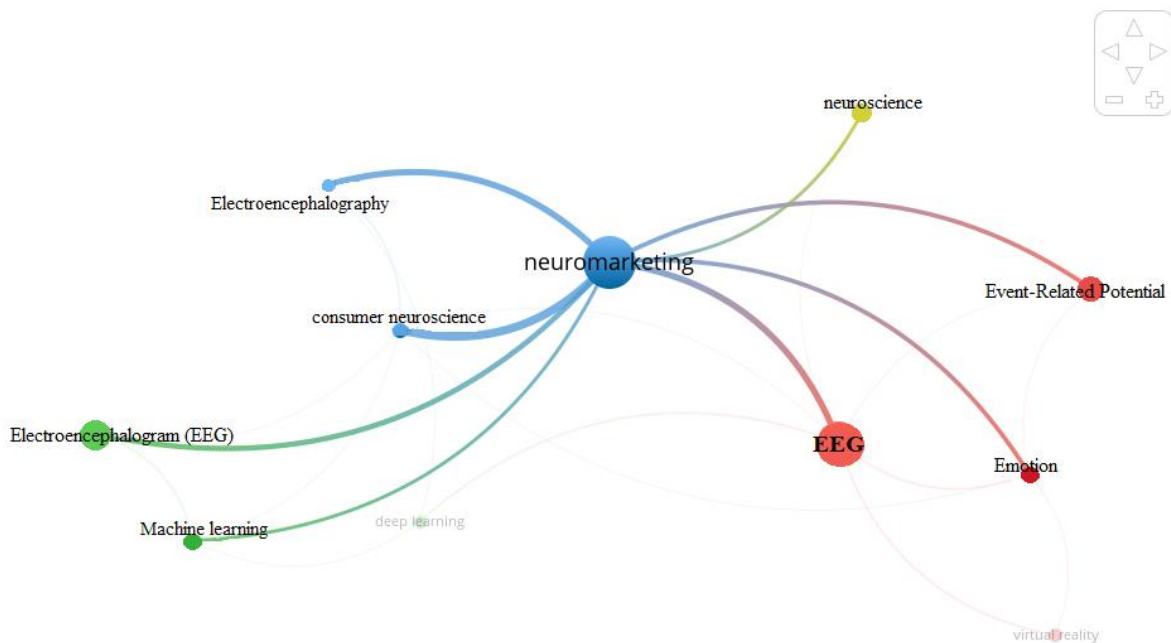 neuroscience
Electroencephalography
neuromarketing
Event-Related Potential
consumer neuroscience
Electroencephalogram (EEG)
EEG
Emotion
Machine learning
deep learning
virtual reality